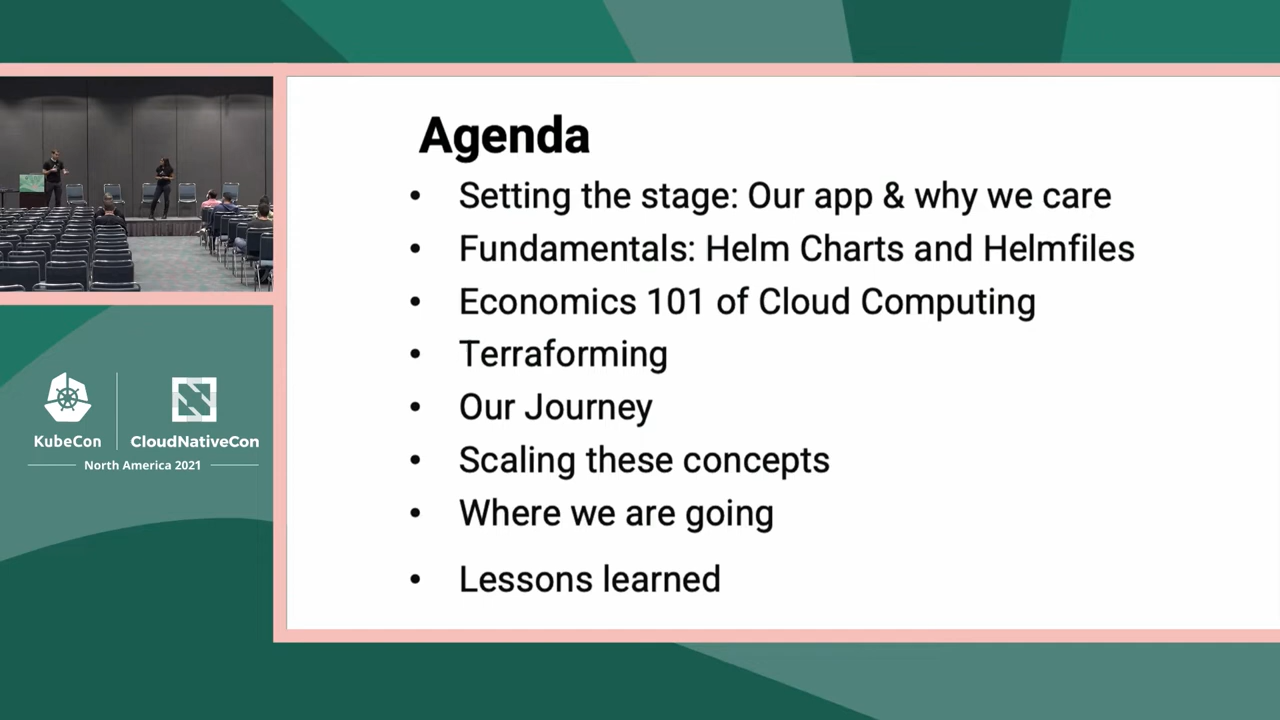 Agenda
• Setting the stage: Our app & why we care
• Fundamentals: Helm Charts and Helmfiles
• Economics 101 of Cloud Computing
• Terraforming
• Our Journey
• Scaling these concepts
• Where we are going
• Lessons learned
KubeCon
CloudNativeCon
North America 2021